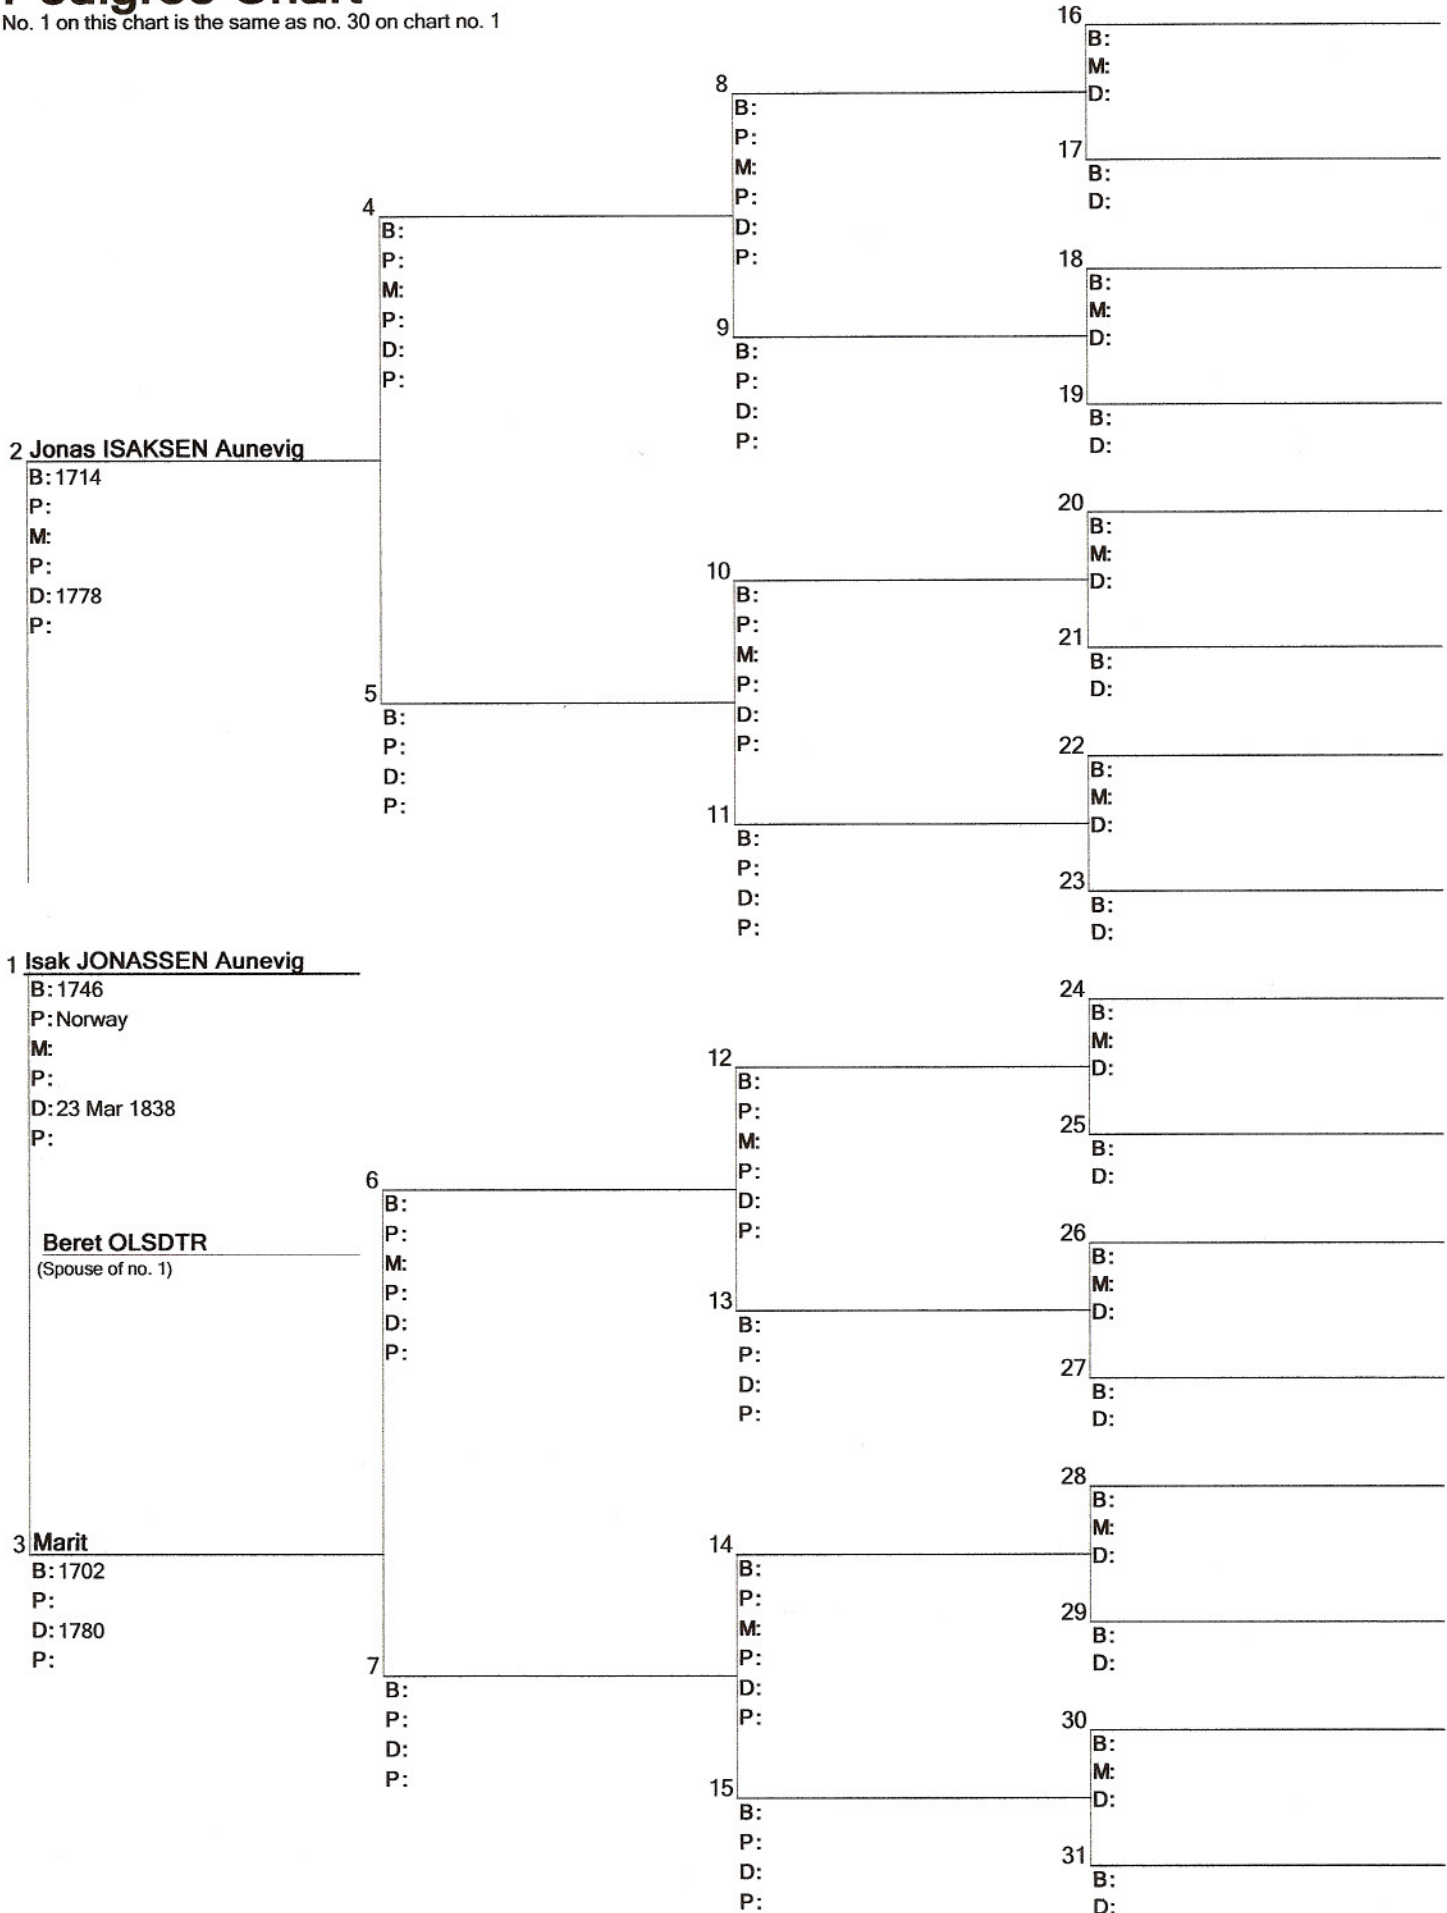 Pedigree Chart
No. 1 on this chart is the same as no. 30 on chart no. 1
16
B:
M:
D:
17
B:
D:
8
B:
P:
M:
P:
D:
P:
18
B:
M:
D:
19
B:
D:
9
B:
P:
D:
P:
4
B:
P:
M:
P:
D:
P:
2 Jonas ISAKSEN Aunevig
B: 1714
P:
M:
P:
D: 1778
P:
20
B:
M:
D:
21
B:
D:
10
B:
P:
M:
P:
D:
P:
5
B:
P:
D:
P:
22
B:
M:
D:
23
B:
D:
11
B:
P:
D:
P:
1 Isak JONASSEN Aunevig
B: 1746
P: Norway
M:
P:
D: 23 Mar 1838
P:
Beret OLSDTR
(Spouse of no. 1)
24
B:
M:
D:
25
B:
D:
12
B:
P:
M:
P:
D:
P:
6
B:
P:
M:
P:
D:
P:
26
B:
M:
D:
27
B:
D:
13
B:
P:
D:
P:
3 Marit
B: 1702
P:
D: 1780
P:
28
B:
M:
D:
29
B:
D:
14
B:
P:
M:
P:
D:
P:
7
B:
P:
D:
P:
30
B:
M:
D:
31
B:
D:
15
B:
P:
D:
P: